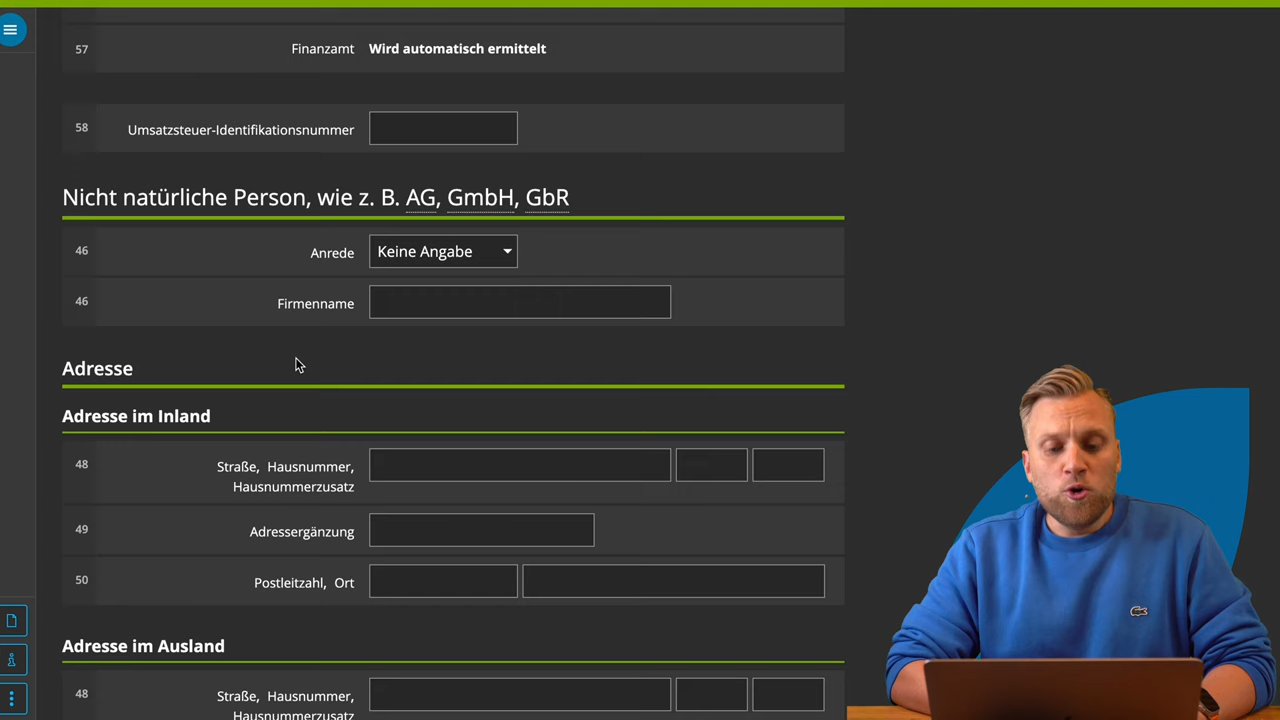 57 Finanzamt Wird automatisch ermittelt
58 Umsatzsteuer-Identifikationsnummer
Nicht natürliche Person, wie z. B. AG, GmbH, GbR
46 Anrede Keine Angabe
46 Firmenname
Adresse
Adresse im Inland
48 Straße, Hausnummer,
Hausnummerzusatz
49 Adressergänzung
50 Postleitzahl, Ort
Adresse im Ausland
48 Straße, Hausnummer,
Hausnummerzusatz